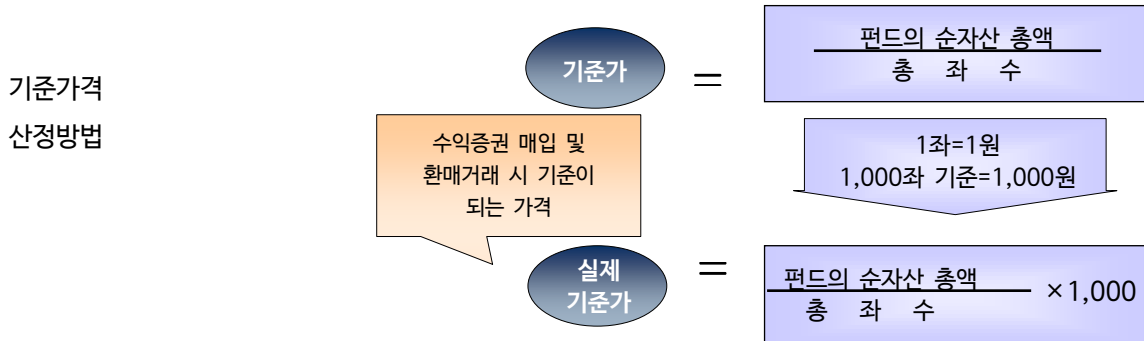 기준가격
산정방법
기준가
=
펀드의 순자산 총액
총 좌 수
수익증권 매입 및
환매거래 시 기준이
되는 가격
1좌=1원
1,000좌 기준=1,000원
실제
기준가
=
펀드의 순자산 총액
총 좌 수
×1,000